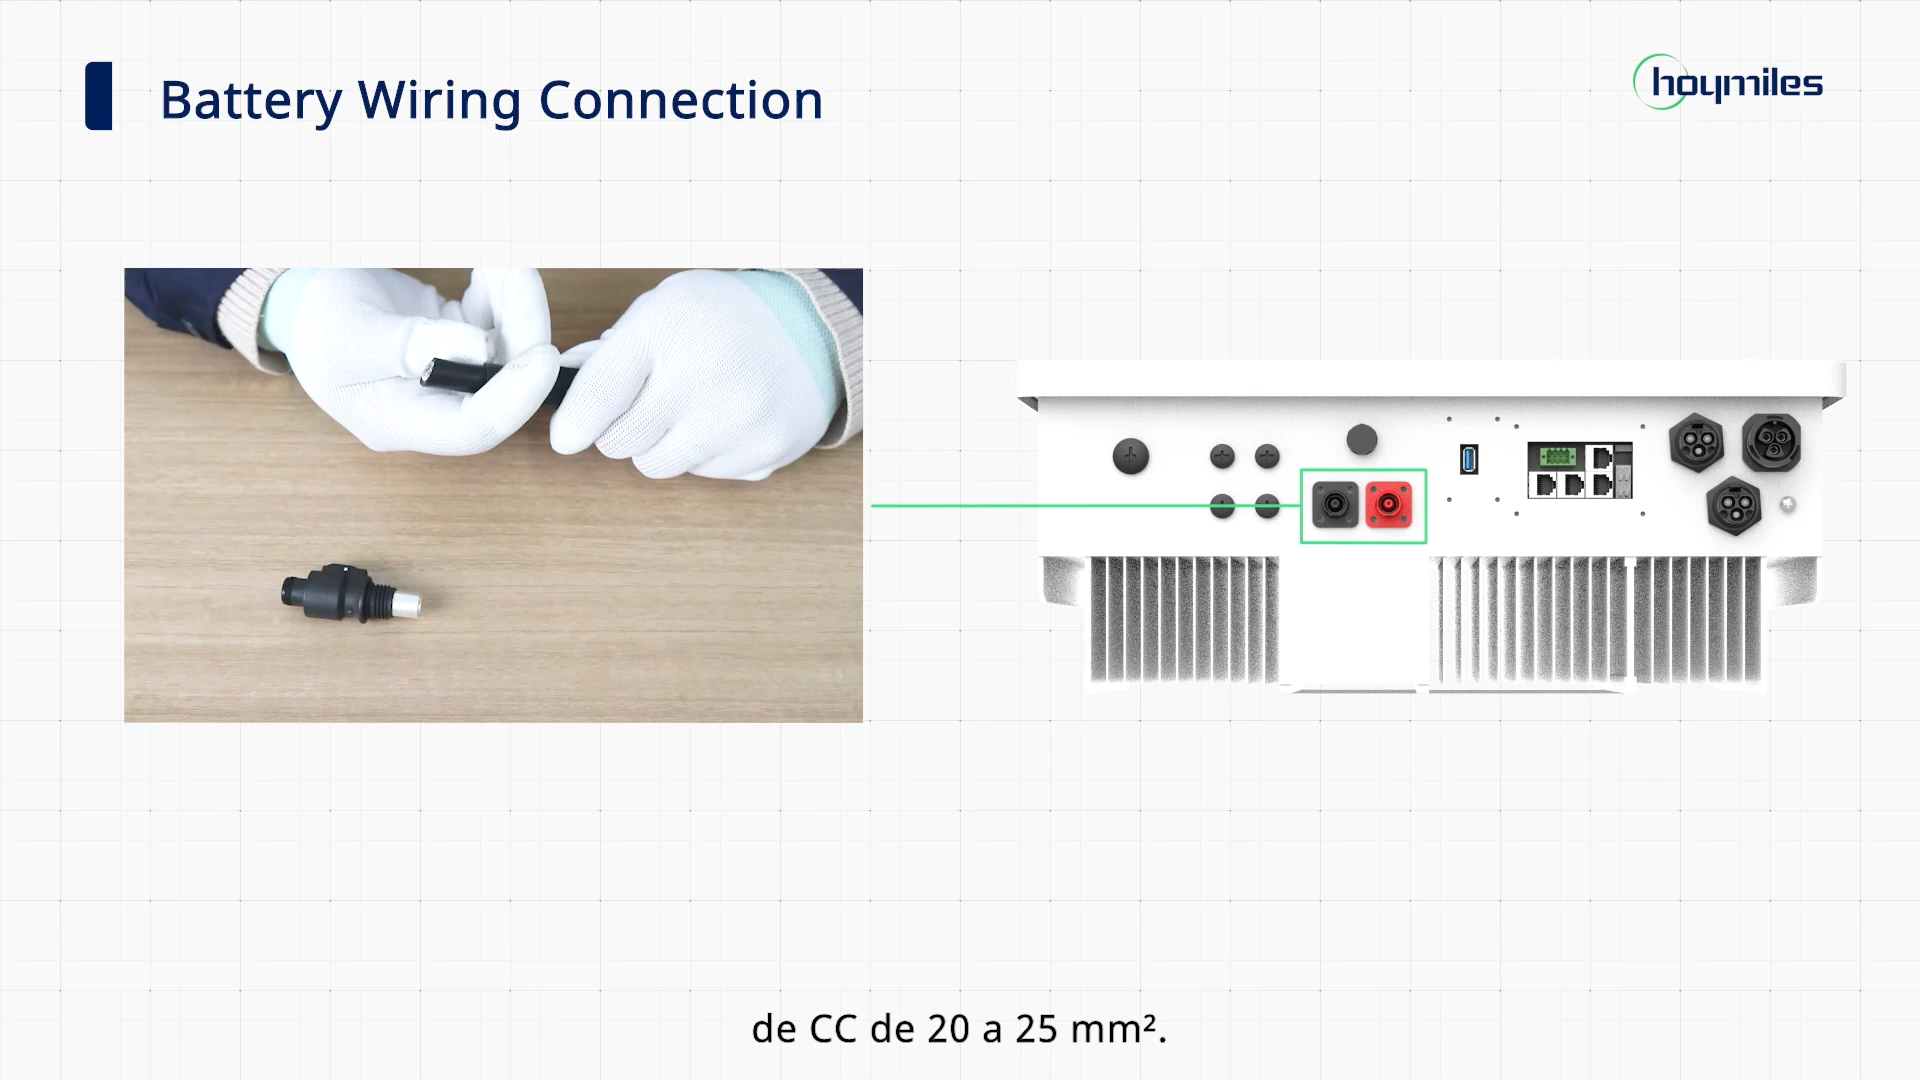 Battery Wiring Connection
hoymiles
de CC de 20 a 25 mm².